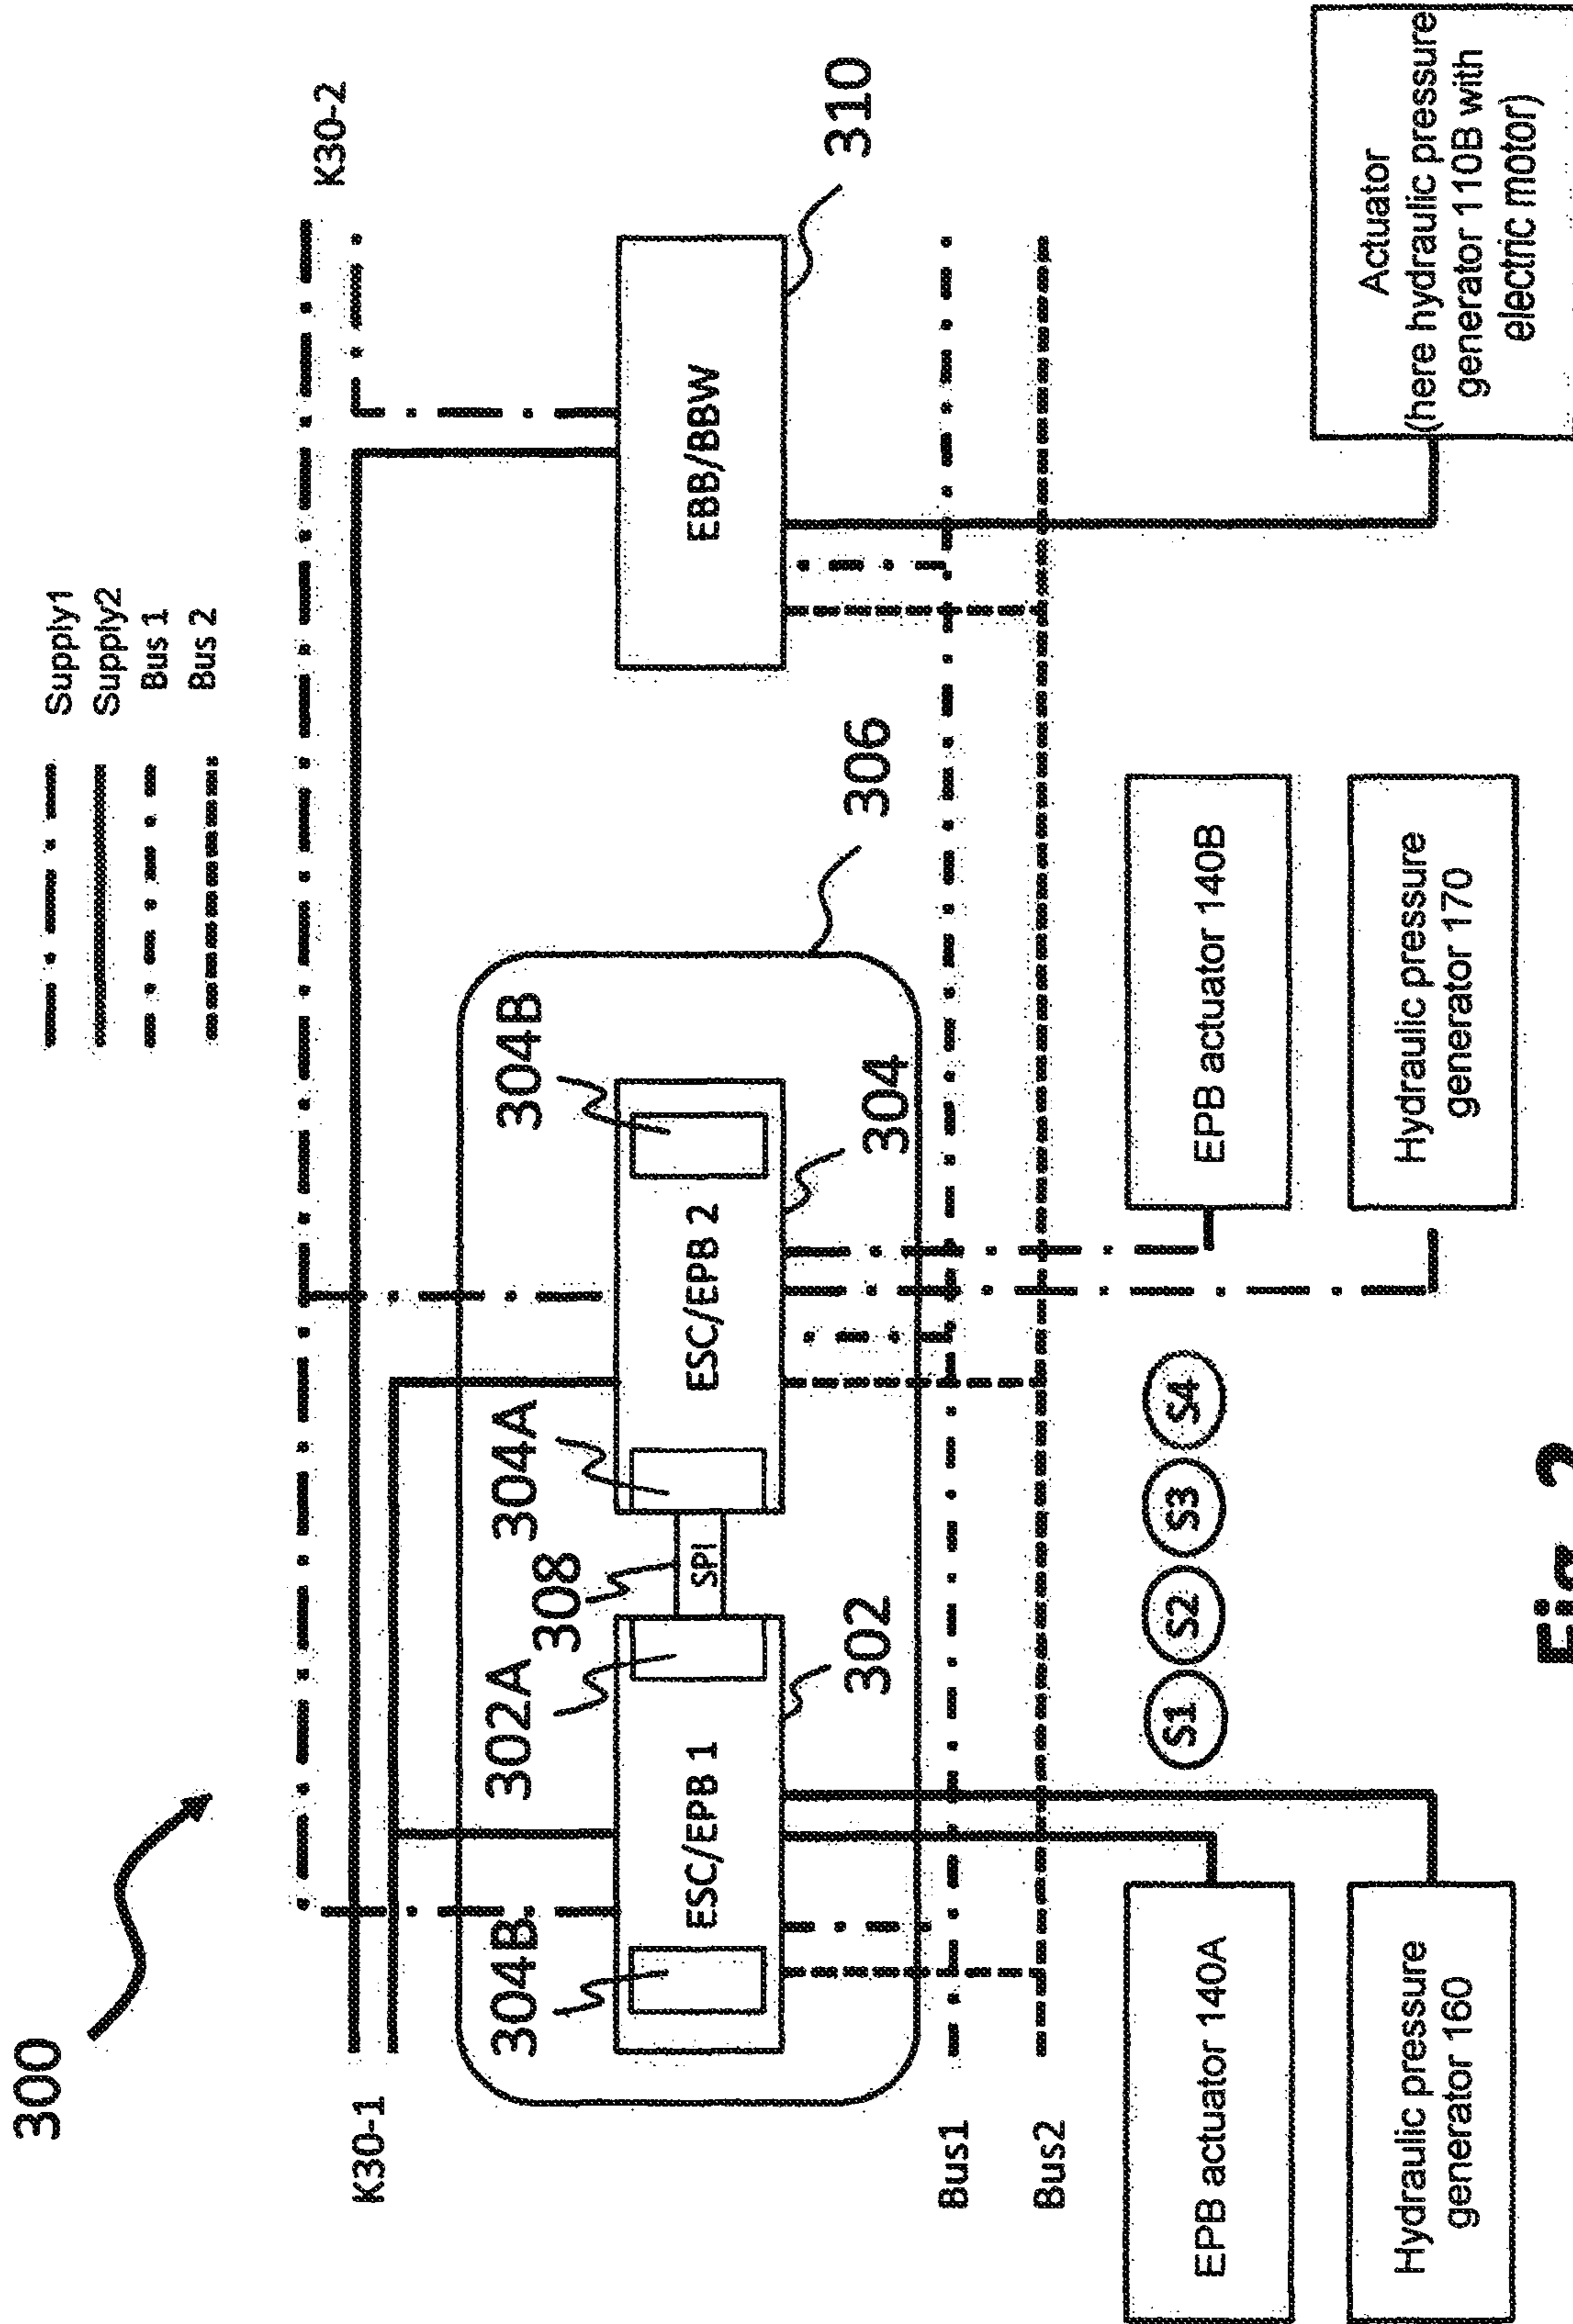 300
Supply1
Supply2
Bus 1
Bus 2
K30-1
K30-2
304B
302A
308
304A
304B
ESC/EPB 1
SPI
ESC/EPB 2
EBB/BBW
302
304
306
310
Bus1
Bus2
EPB actuator 140A
S1
S2
S3
S4
EPB actuator 140B
Hydraulic pressure
generator 160
Hydraulic pressure
generator 170
Actuator
(here hydraulic pressure
generator 110B with
electric motor)